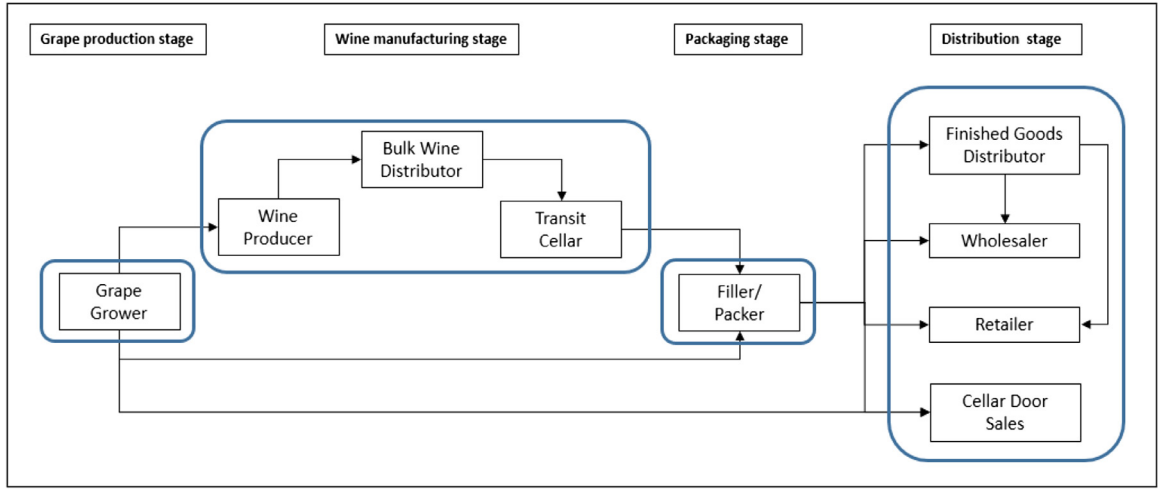 Grape production stage
Wine manufacturing stage
Packaging stage
Distribution stage
Bulk Wine
Distributor
Wine
Producer
Transit
Cellar
Grape
Grower
Filler/
Packer
Finished Goods
Distributor
Wholesaler
Retailer
Cellar Door
Sales